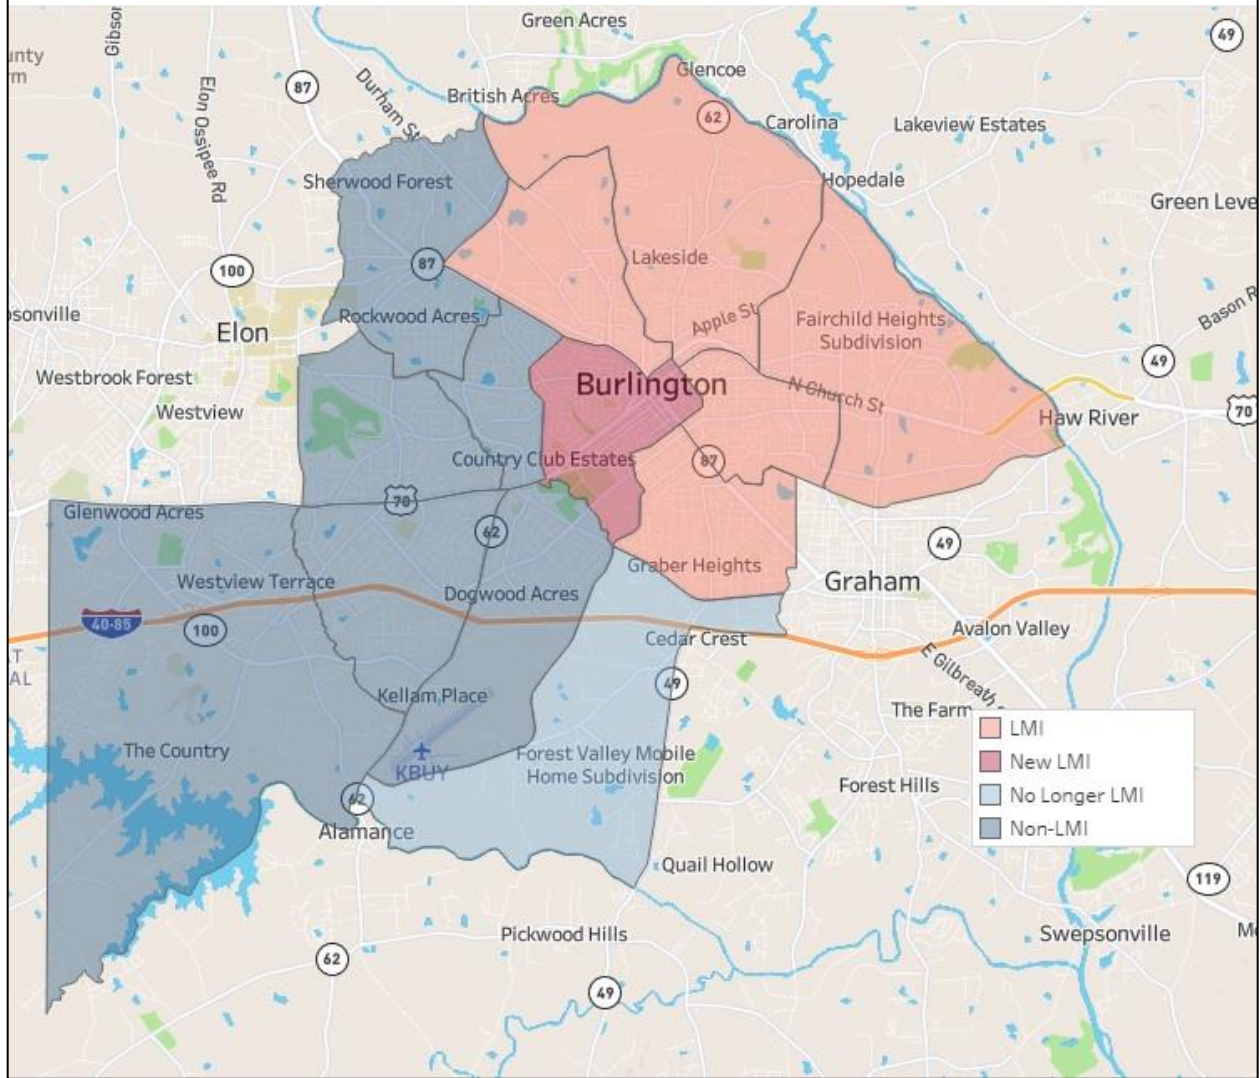 Green Acres
Gibson
49
unty
rm
Glencoe
87
Durham St
British Acres
Elon Ossipee Rd
62
Carolina
Lakeview Estates
Sherwood Forest
Hopedale
Green Leve
Lakeside
87
100
psonville
Rockwood Acres
Apple St
Fairchild Heights
Subdivision
Bason R
Elon
49
Westbrook Forest
Burlington
N Church St
Westview
Haw River
70
Country Club Estates
87
70
Glenwood Acres
62
49
Graber Heights
Westview Terrace
Graham
Dogwood Acres
40-85
100
Avalon Valley
Cedar Crest
AL
E Gilbreath
49
Kellam Place
The Farm
LMI
New LMI
No Longer LMI
Non-LMI
The Country
KBUY
Forest Valley Mobile
Home Subdivision
Forest Hills
62
Alamance
Quail Hollow
119
Pickwood Hills
Swepsonville
62
49